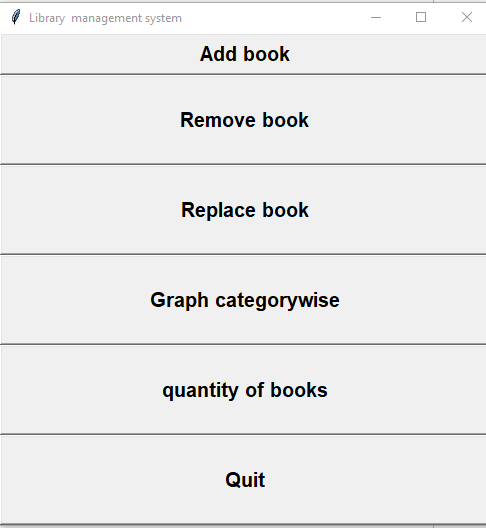 Library  management system
Add book
Remove book
Replace book
Graph categorywise
quantity of books
Quit